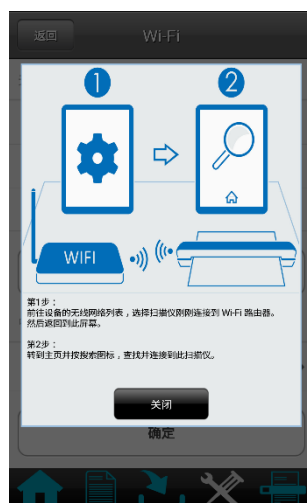 返回 Wi-Fi
1 2
WIFI
第1步：
前往设备的无线网络列表，选择扫描仪刚刚连接到 Wi-Fi 路由器。
然后返回到此屏幕。
第2步：
转到主页并按搜索图标，查找并连接到此扫描仪。
关闭
确定